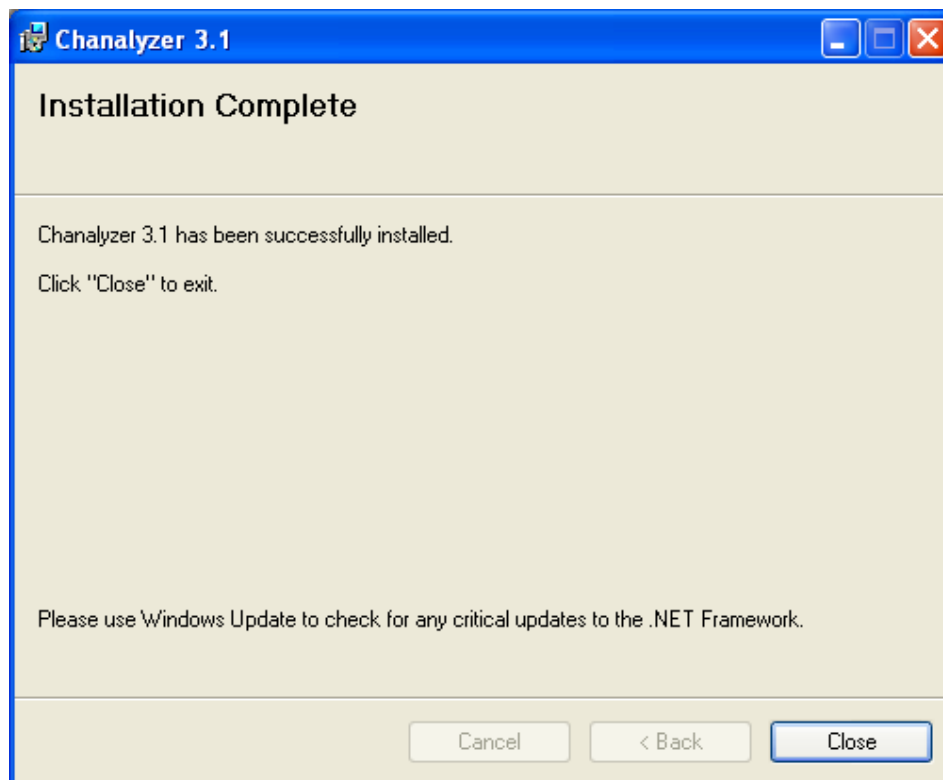 Chanalyzer 3.1
Installation Complete
Chanalyzer 3.1 has been successfully installed.
Click "Close" to exit.
Please use Windows Update to check for any critical updates to the .NET Framework.
Cancel
< Back
Close